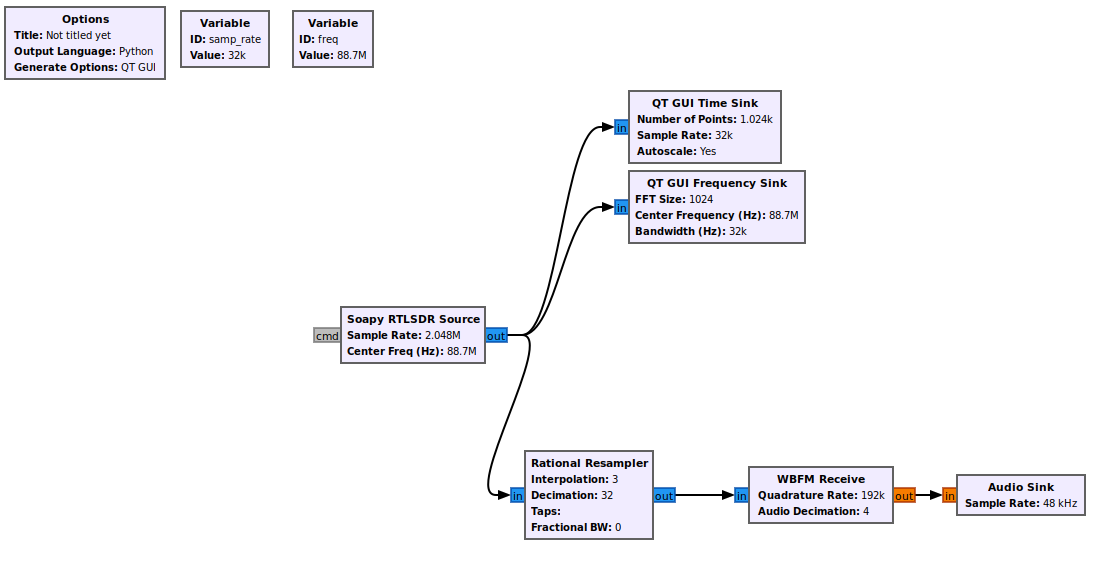 Options
Title: Not titled yet
Output Language: Python
Generate Options: QT GUI
Variable
ID: samp_rate
Value: 32k
Variable
ID: freq
Value: 88.7M
QT GUI Time Sink
Number of Points: 1.024k
Sample Rate: 32k
Autoscale: Yes
in
QT GUI Frequency Sink
FFT Size: 1024
Center Frequency (Hz): 88.7M
Bandwidth (Hz): 32k
in
cmd
Soapy RTLSDR Source
Sample Rate: 2.048M
Center Freq (Hz): 88.7M
out
in
Rational Resampler
Interpolation: 3
Decimation: 32
Taps:
Fractional BW: 0
out
in
WBFM Receive
Quadrature Rate: 192k
Audio Decimation: 4
out
in
Audio Sink
Sample Rate: 48 kHz